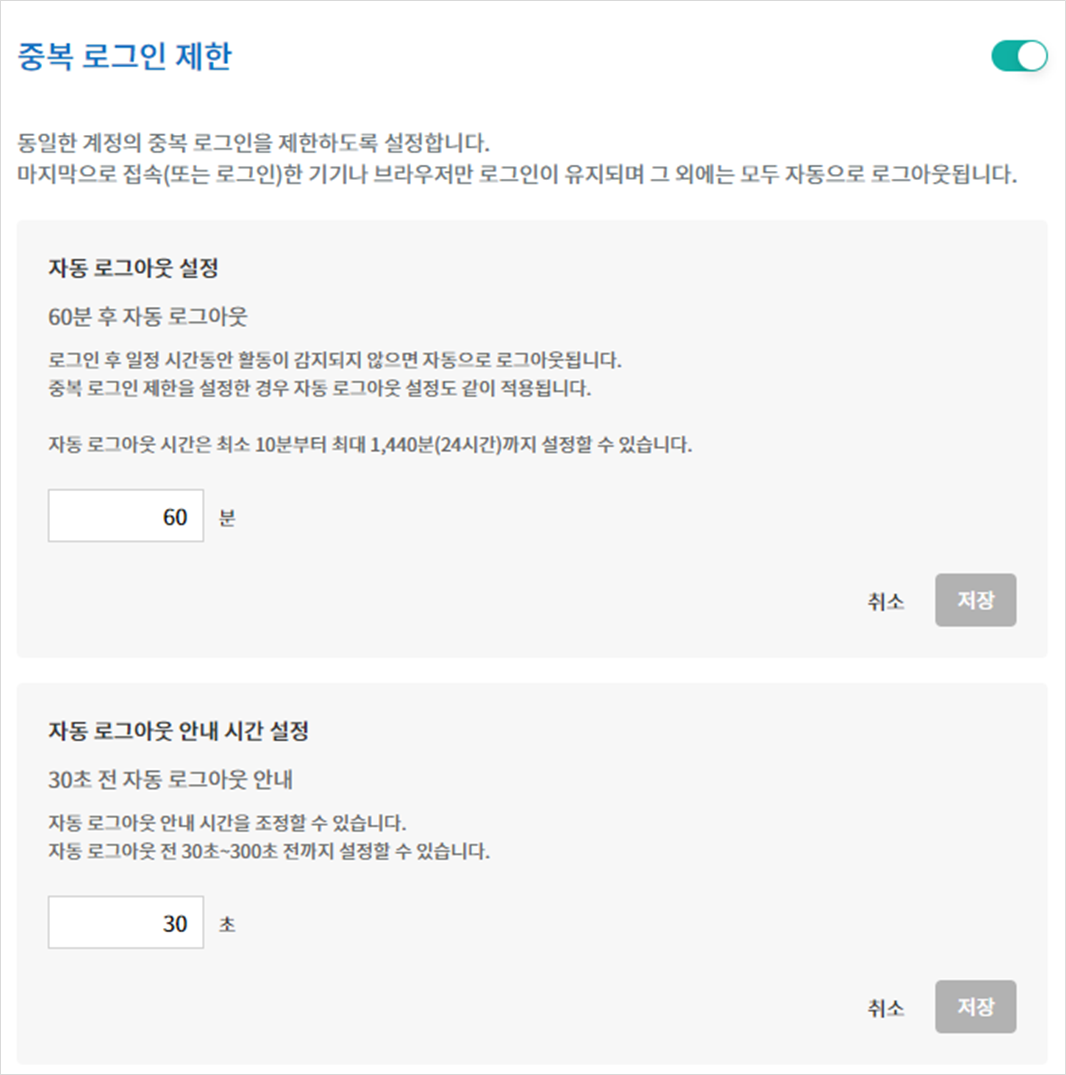 중복 로그인 제한
동일한 계정의 중복 로그인을 제한하도록 설정합니다.
마지막으로 접속(또는 로그인)한 기기나 브라우저만 로그인이 유지되며 그 외에는 모두 자동으로 로그아웃됩니다.
자동 로그아웃 설정
60분 후 자동 로그아웃
로그인 후 일정 시간동안 활동이 감지되지 않으면 자동으로 로그아웃됩니다.
중복 로그인 제한을 설정한 경우 자동 로그아웃 설정도 같이 적용됩니다.
자동 로그아웃 시간은 최소 10분부터 최대 1,440분(24시간)까지 설정할 수 있습니다.
60 분
취소 저장
자동 로그아웃 안내 시간 설정
30초 전 자동 로그아웃 안내
자동 로그아웃 안내 시간을 조정할 수 있습니다.
자동 로그아웃 전 30초~300초 전까지 설정할 수 있습니다.
30 초
취소 저장